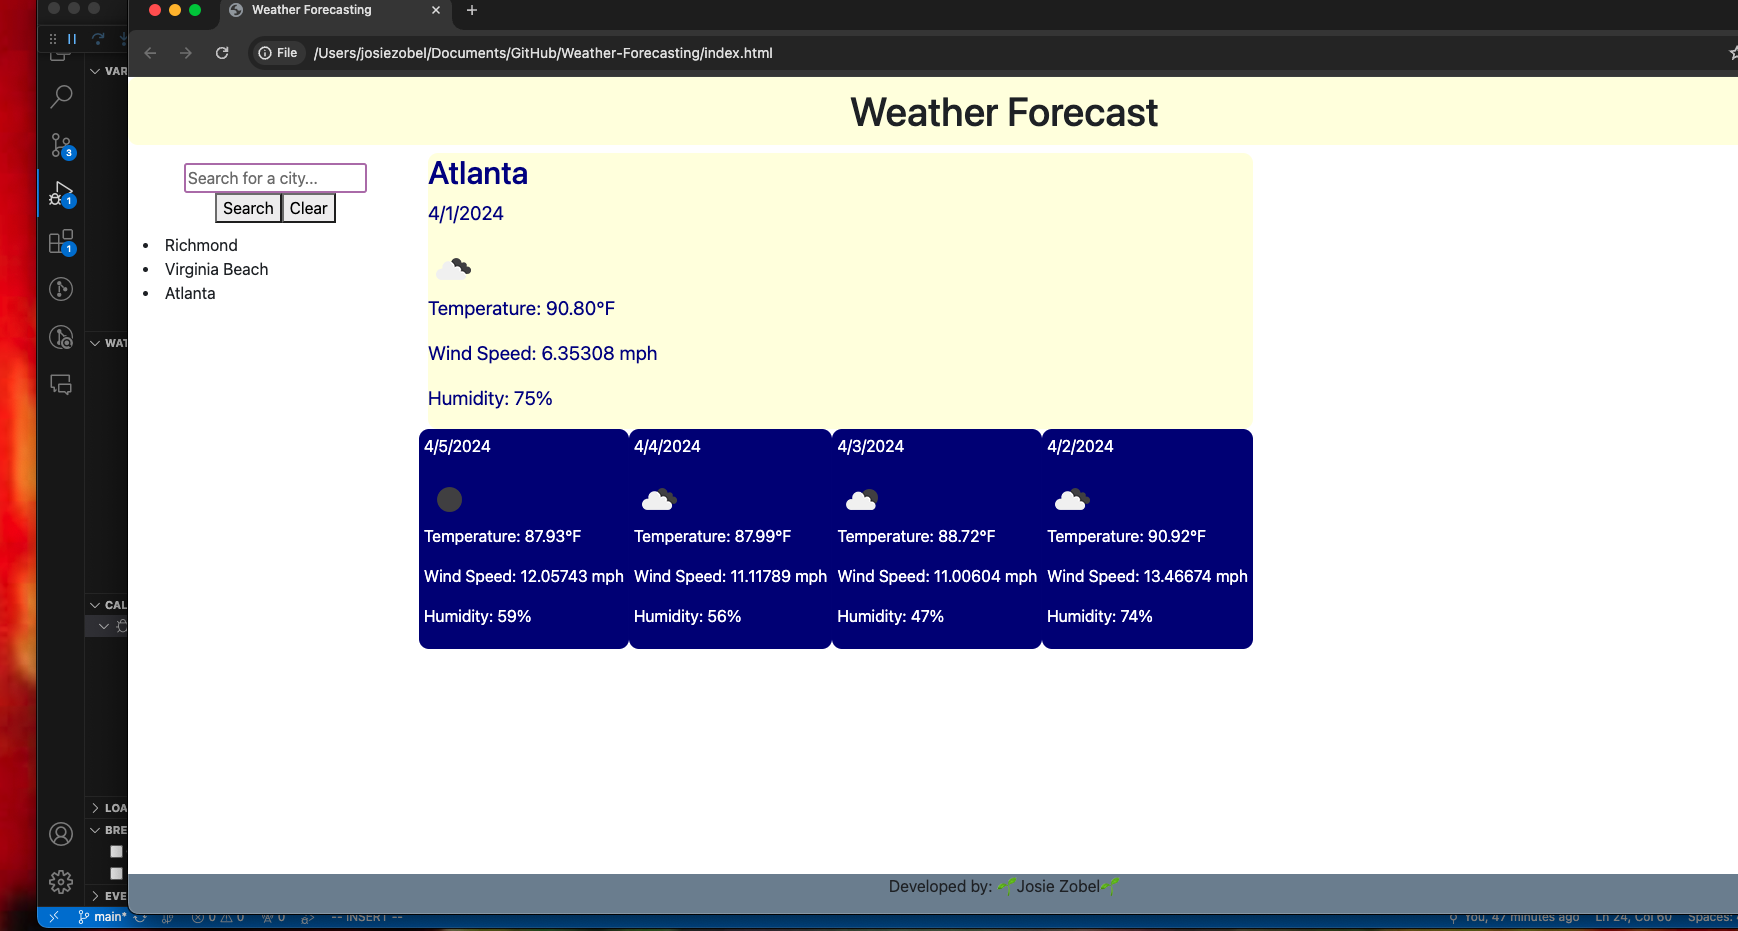 Weather Forecasting
File /Users/josiezobel/Documents/GitHub/Weather-Forecasting/index.html
VAR
3
1
1
WAT
CAL
LOA
BRE
EVE
Weather Forecast
Search for a city...
Search Clear
Richmond
Virginia Beach
Atlanta
Atlanta
4/1/2024
Temperature: 90.80°F
Wind Speed: 6.35308 mph
Humidity: 75%
4/5/2024
Temperature: 87.93°F
Wind Speed: 12.05743 mph
Humidity: 59%
4/4/2024
Temperature: 87.99°F
Wind Speed: 11.11789 mph
Humidity: 56%
4/3/2024
Temperature: 88.72°F
Wind Speed: 11.00604 mph
Humidity: 47%
4/2/2024
Temperature: 90.92°F
Wind Speed: 13.46674 mph
Humidity: 74%
Developed by: 🌱Josie Zobel🌱
main* 0 0 0 -- INSERT -- You, 47 minutes ago Ln 24, Col 60 Spaces: